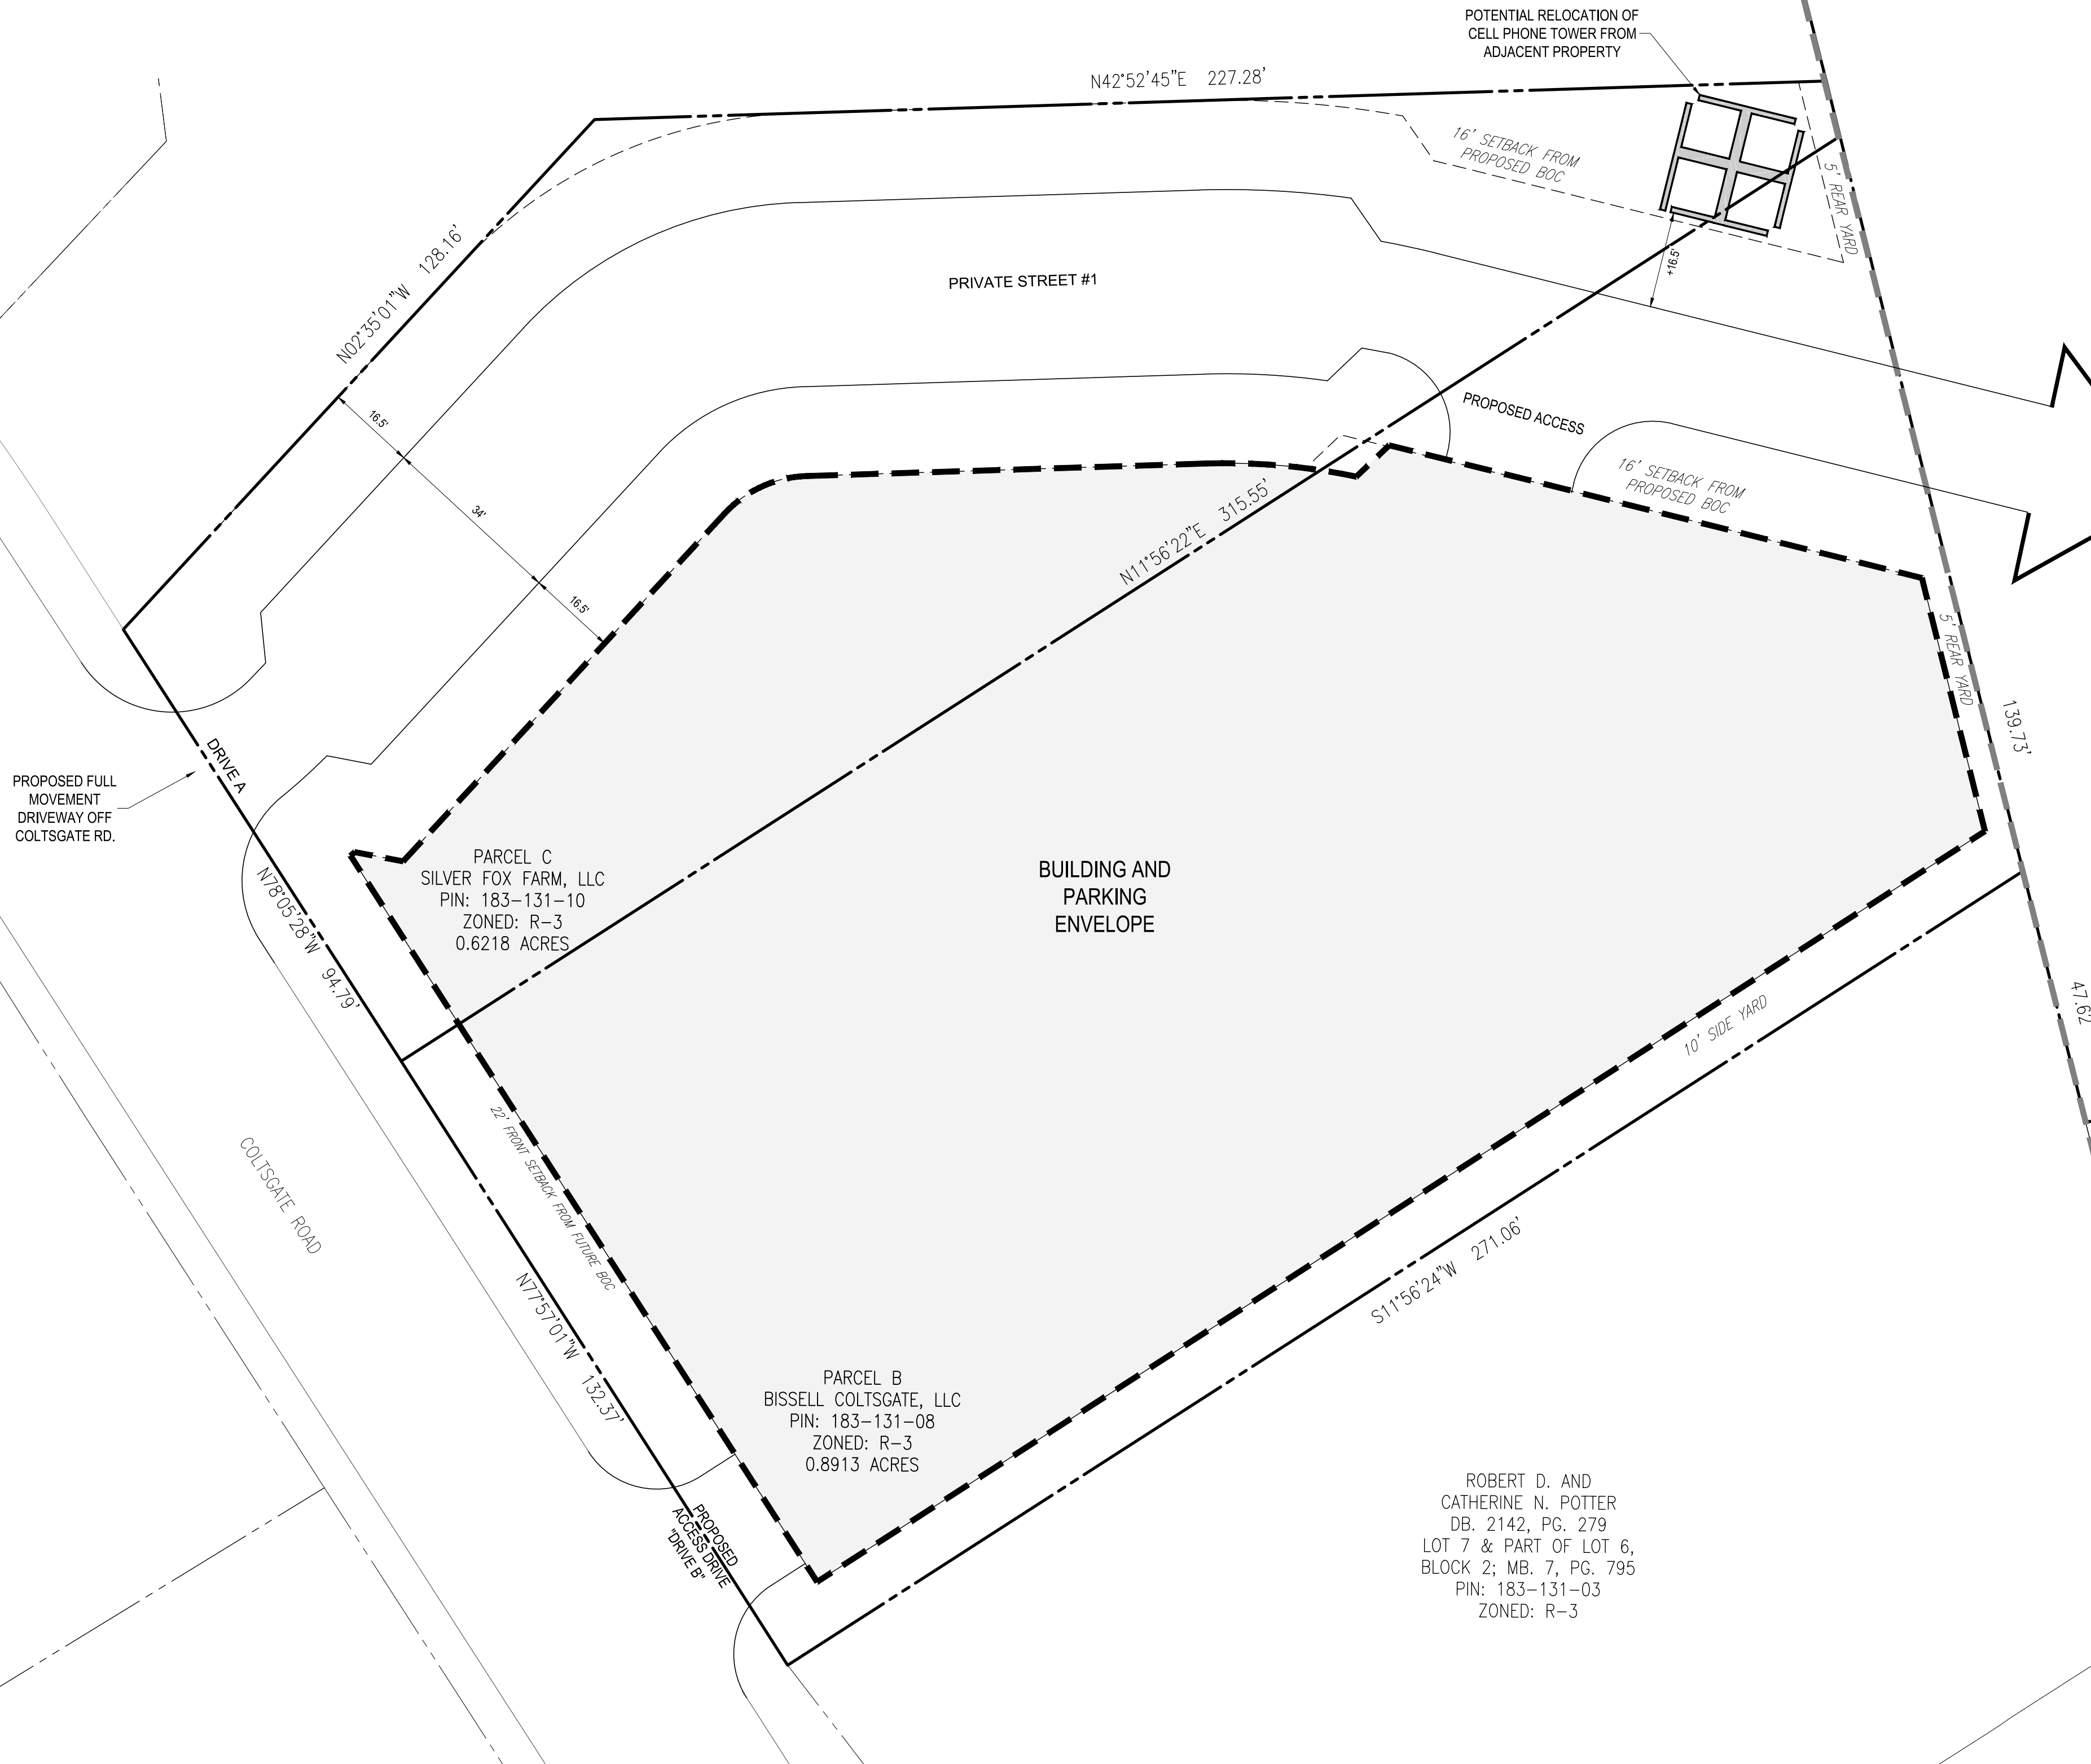 POTENTIAL RELOCATION OF
CELL PHONE TOWER FROM
ADJACENT PROPERTY
N42°52'45"E 227.28'
16' SETBACK FROM
PROPOSED BOC
5' REAR YARD
N02°35'01"W 128.16'
PRIVATE STREET #1
+16.5'
16.5'
34'
16.5'
PROPOSED ACCESS
16' SETBACK FROM
PROPOSED BOC
N11°56'22"E 315.55'
5' REAR YARD
139.73'
DRIVE A
PROPOSED FULL
MOVEMENT
DRIVEWAY OFF
COLTSGATE RD.
N78°05'28"W 94.79'
PARCEL C
SILVER FOX FARM, LLC
PIN: 183-131-10
ZONED: R-3
0.6218 ACRES
BUILDING AND
PARKING
ENVELOPE
47.62
10' SIDE YARD
22' FRONT SETBACK FROM FUTURE BOC
COLTSGATE ROAD
N77°57'01"W 132.37'
S11°56'24"W 271.06'
PARCEL B
BISSELL COLTSGATE, LLC
PIN: 183-131-08
ZONED: R-3
0.8913 ACRES
PROPOSED
ACCESS DRIVE
"DRIVE B"
ROBERT D. AND
CATHERINE N. POTTER
DB. 2142, PG. 279
LOT 7 & PART OF LOT 6,
BLOCK 2; MB. 7, PG. 795
PIN: 183-131-03
ZONED: R-3